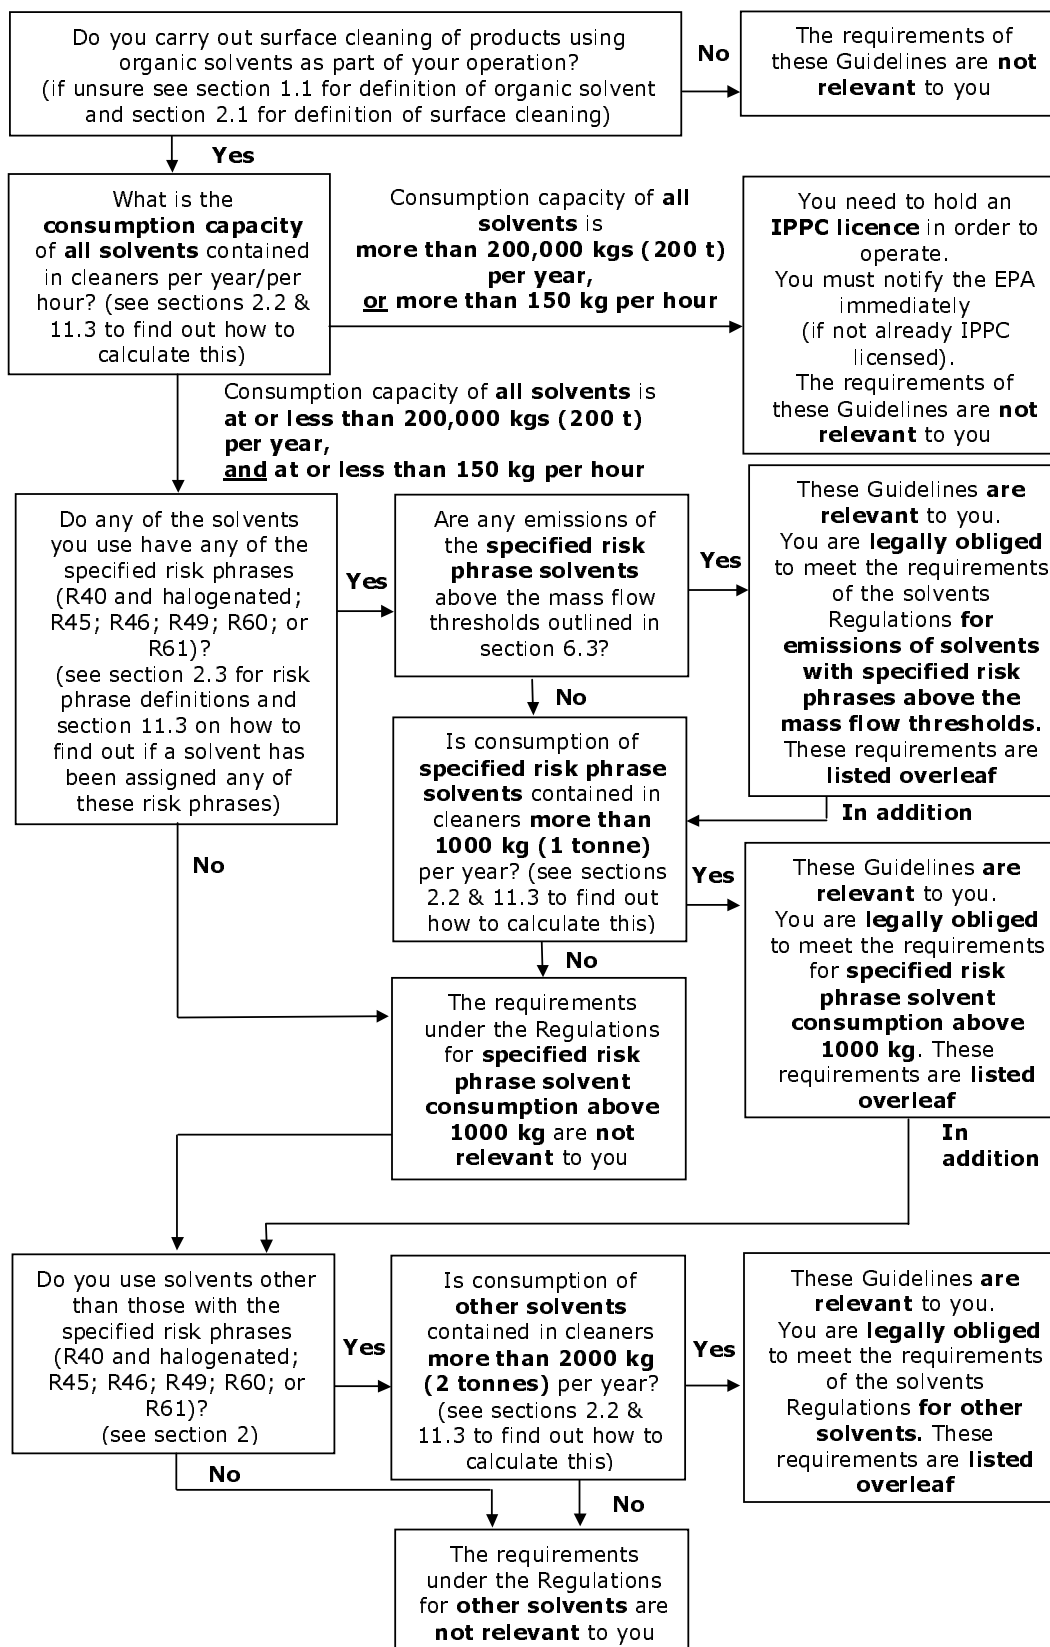 Do you carry out surface cleaning of products using
organic solvents as part of your operation?
(if unsure see section 1.1 for definition of organic solvent
and section 2.1 for definition of surface cleaning)
No
The requirements of
these Guidelines are not
relevant to you
Yes
What is the
consumption capacity
of all solvents contained
in cleaners per year/per
hour? (see sections 2.2 &
11.3 to find out how to
calculate this)
Consumption capacity of all
solvents is
more than 200,000 kgs (200 t)
per year,
or more than 150 kg per hour
You need to hold an
IPPC licence in order to
operate.
You must notify the EPA
immediately
(if not already IPPC
licensed).
The requirements of
these Guidelines are not
relevant to you
Consumption capacity of all solvents is
at or less than 200,000 kgs (200 t)
per year,
and at or less than 150 kg per hour
Do any of the solvents
you use have any of the
specified risk phrases
(R40 and halogenated;
R45; R46; R49; R60; or
R61)?
(see section 2.3 for risk
phrase definitions and
section 11.3 on how to
find out if a solvent has
been assigned any of
these risk phrases)
Yes
Are any emissions of
the specified risk
phrase solvents
above the mass flow
thresholds outlined in
section 6.3?
Yes
These Guidelines are
relevant to you.
You are legally obliged
to meet the requirements
of the solvents
Regulations for
emissions of solvents
with specified risk
phrases above the
mass flow thresholds.
These requirements are
listed overleaf
No
In addition
Is consumption of
specified risk phrase
solvents contained in
cleaners more than
1000 kg (1 tonne)
per year? (see sections
2.2 & 11.3 to find out
how to calculate this)
No
Yes
These Guidelines are
relevant to you.
You are legally obliged
to meet the requirements
for specified risk
phrase solvent
consumption above
1000 kg. These
requirements are listed
overleaf
No
The requirements
under the Regulations
for specified risk
phrase solvent
consumption above
1000 kg are not
relevant to you
In
addition
Do you use solvents other
than those with the
specified risk phrases
(R40 and halogenated;
R45; R46; R49; R60; or
R61)?
(see section 2)
Yes
Is consumption of
other solvents
contained in cleaners
more than 2000 kg
(2 tonnes) per year?
(see sections 2.2 &
11.3 to find out how to
calculate this)
Yes
These Guidelines are
relevant to you.
You are legally obliged
to meet the requirements
of the solvents
Regulations for other
solvents. These
requirements are listed
overleaf
No
No
The requirements
under the Regulations
for other solvents are
not relevant to you